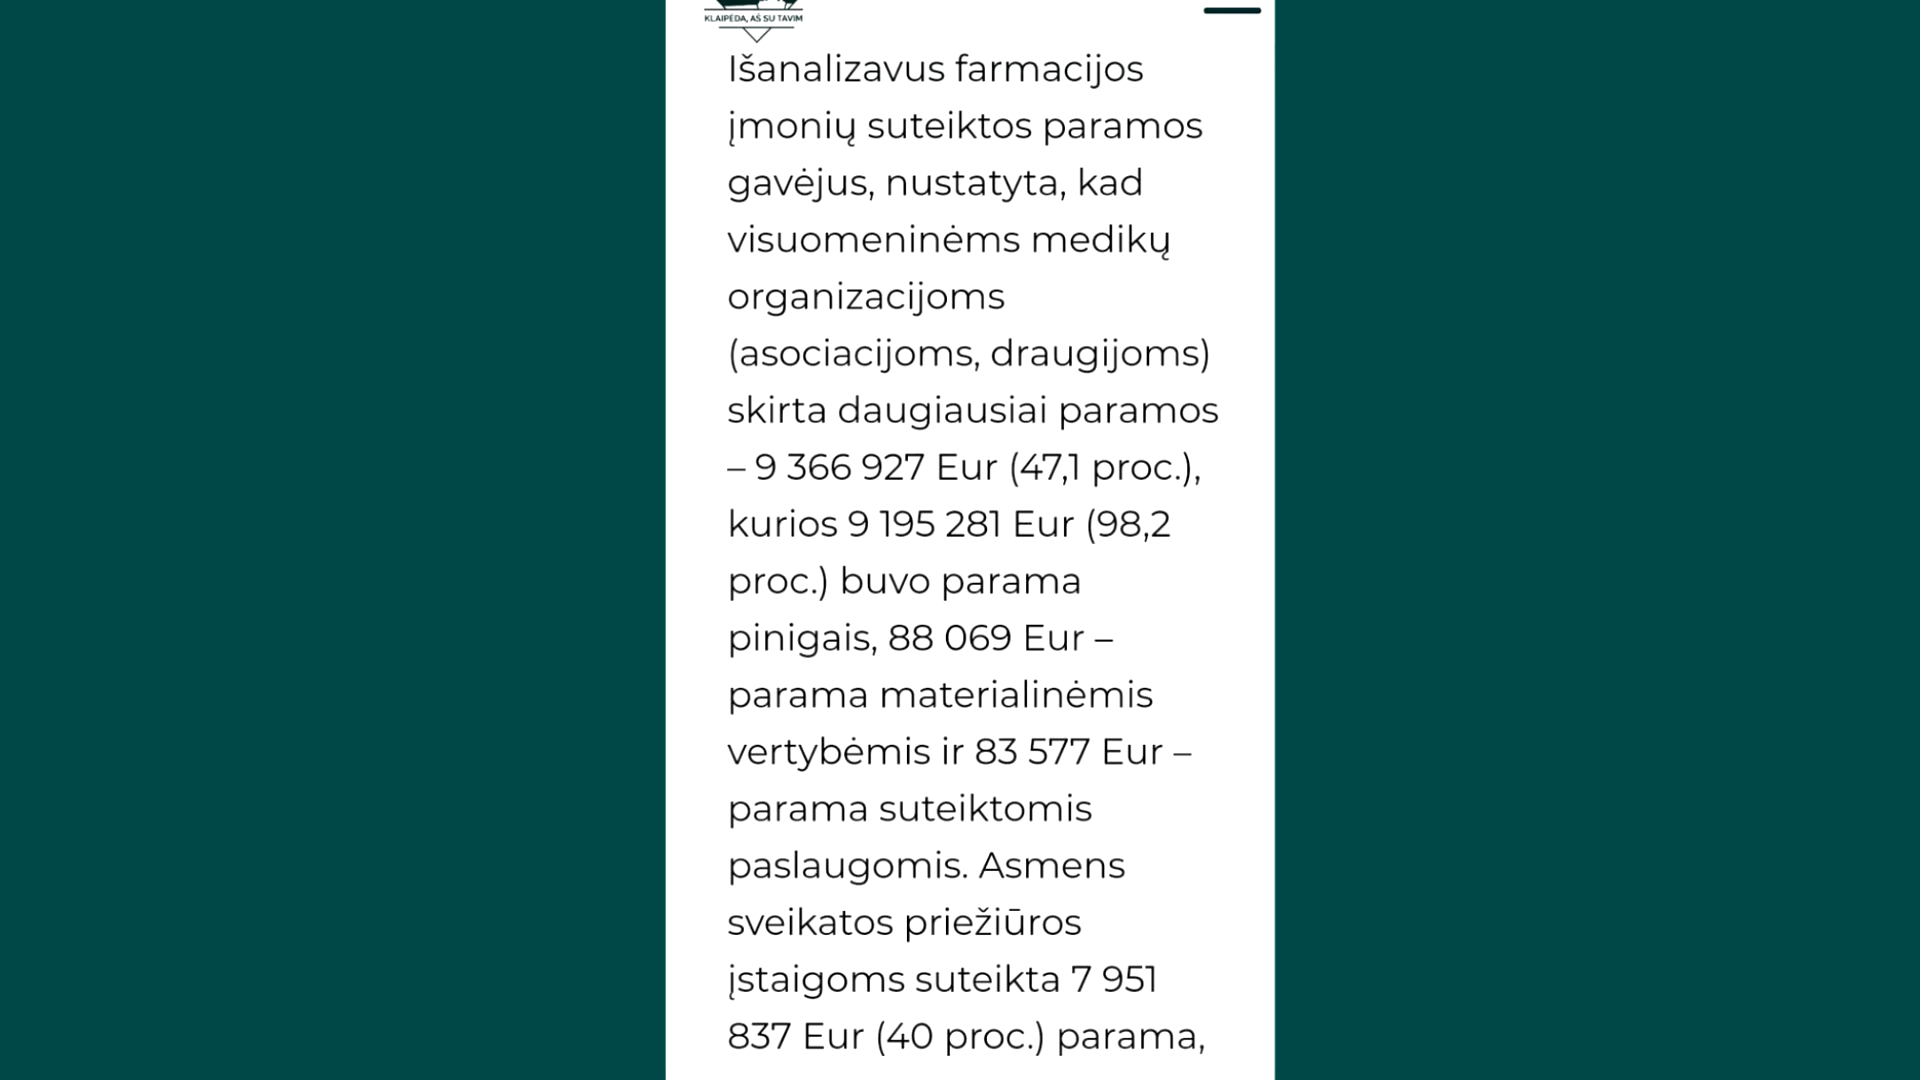 KLAIPĖDA, AŠ SU TAVIM
Išanalizavus farmacijos
įmonių suteiktos paramos
gavėjus, nustatyta, kad
visuomeninėms medikų
organizacijoms
(asociacijoms, draugijoms)
skirta daugiausiai paramos
– 9 366 927 Eur (47,1 proc.),
kurios 9 195 281 Eur (98,2
proc.) buvo parama
pinigais, 88 069 Eur –
parama materialinėmis
vertybėmis ir 83 577 Eur –
parama suteiktomis
paslaugomis. Asmens
sveikatos priežiūros
įstaigoms suteikta 7 951
837 Eur (40 proc.) parama,